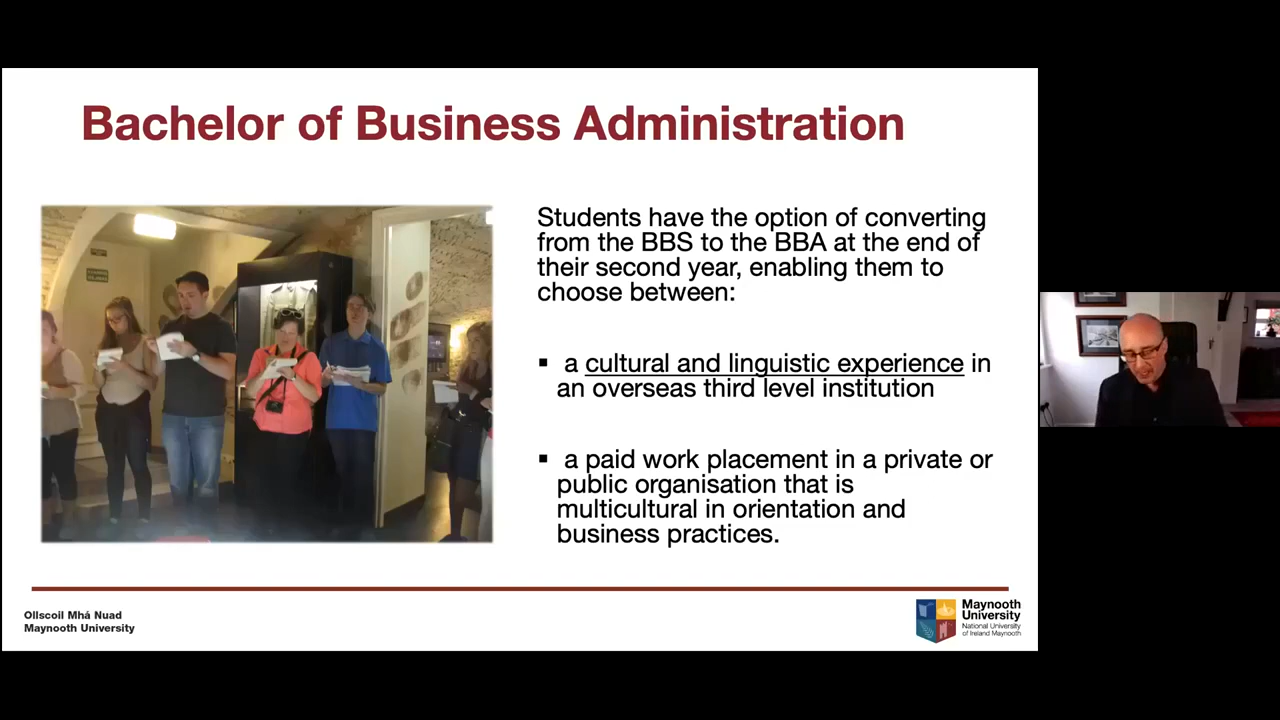 Bachelor of Business Administration
Students have the option of converting
from the BBS to the BBA at the end of
their second year, enabling them to
choose between:
▪ a cultural and linguistic experience in
an overseas third level institution
▪ a paid work placement in a private or
public organisation that is
multicultural in orientation and
business practices.
Ollscoil Mhá Nuad
Maynooth University
Maynooth
University
National University
of Ireland Maynooth